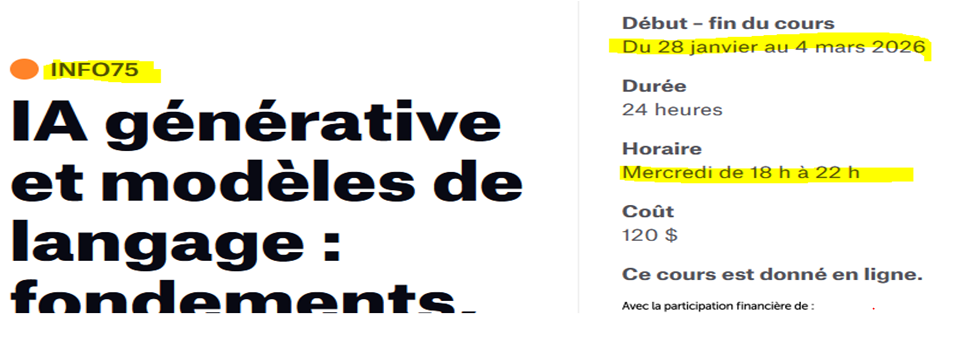 INFO75
IA générative
et modèles de
langage :
fondements,
Début – fin du cours
Du 28 janvier au 4 mars 2026
Durée
24 heures
Horaire
Mercredi de 18 h à 22 h
Coût
120 $
Ce cours est donné en ligne.
Avec la participation financière de :